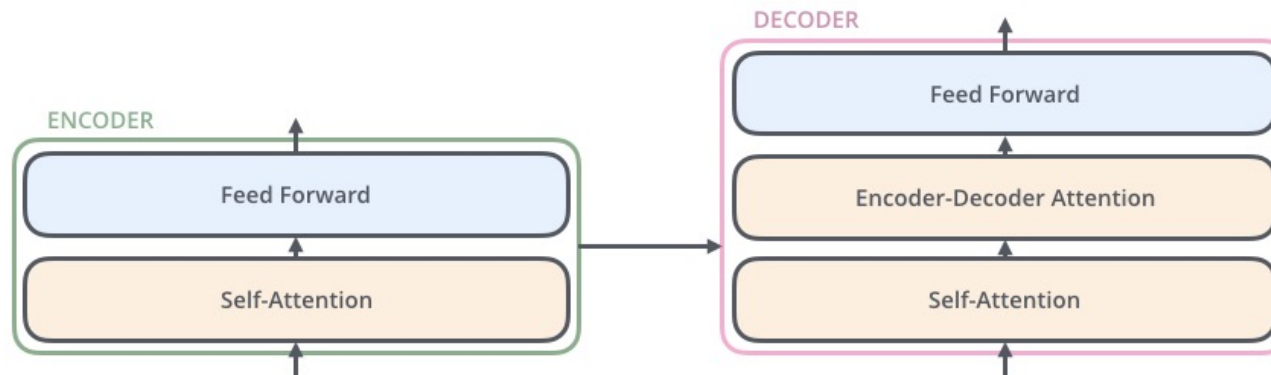 ENCODER
Feed Forward
Self-Attention
DECODER
Feed Forward
Encoder-Decoder Attention
Self-Attention